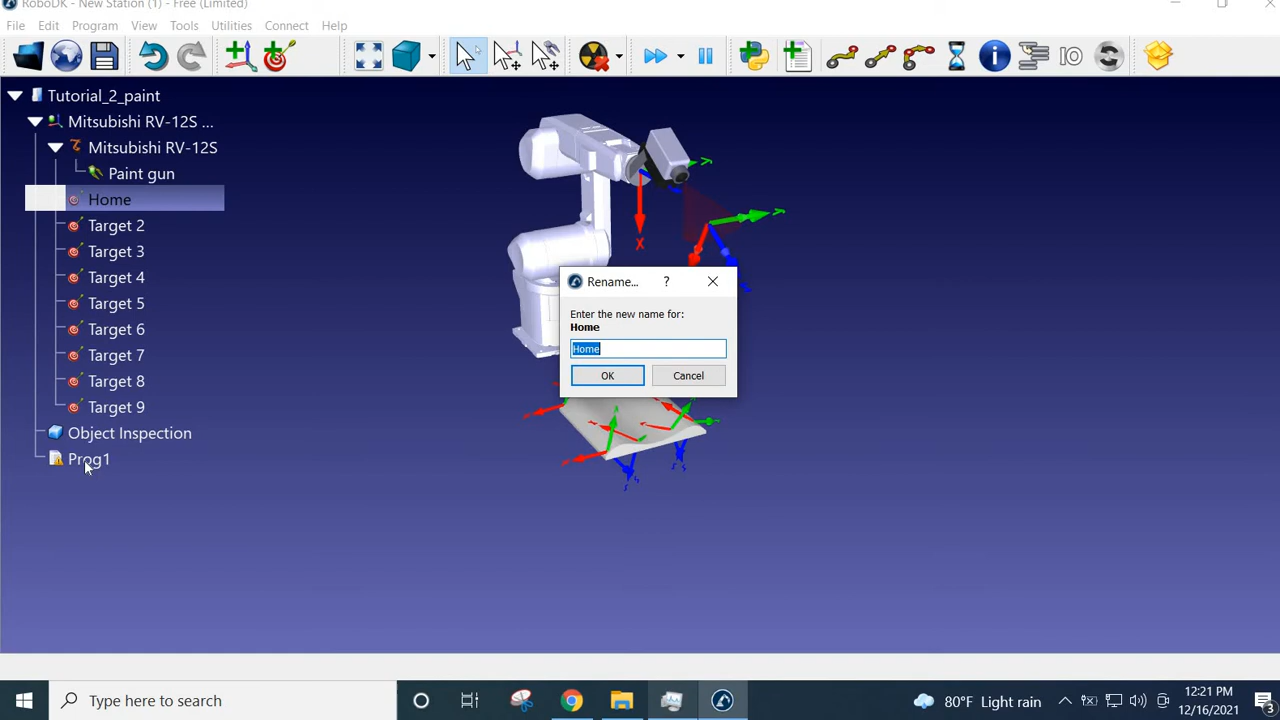 RoboDK - New Station (1) - Free (Limited)
File Edit Program View Tools Utilities Connect Help
IO
Tutorial_2_paint
Mitsubishi RV-12S ...
Mitsubishi RV-12S
Paint gun
Home
Target 2
Target 3
Target 4
Target 5
Target 6
Target 7
Target 8
Target 9
Object Inspection
Prog1
X
Rename... ?
Enter the new name for:
Home
Home
OK Cancel
Type here to search
80°F Light rain
12:21 PM
12/16/2021
3